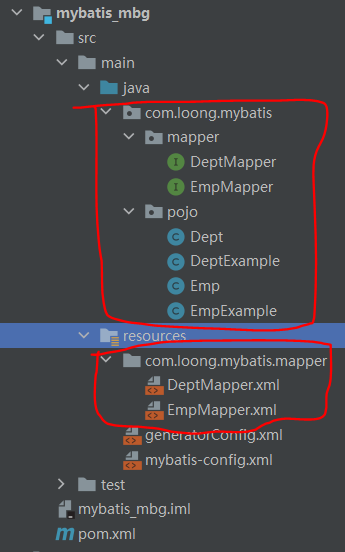 mybatis_mbg
src
main
java
com.loong.mybatis
mapper
DeptMapper
EmpMapper
pojo
Dept
DeptExample
Emp
EmpExample
resources
com.loong.mybatis.mapper
DeptMapper.xml
EmpMapper.xml
generatorConfig.xml
mybatis-config.xml
test
mybatis_mbg.iml
pom.xml